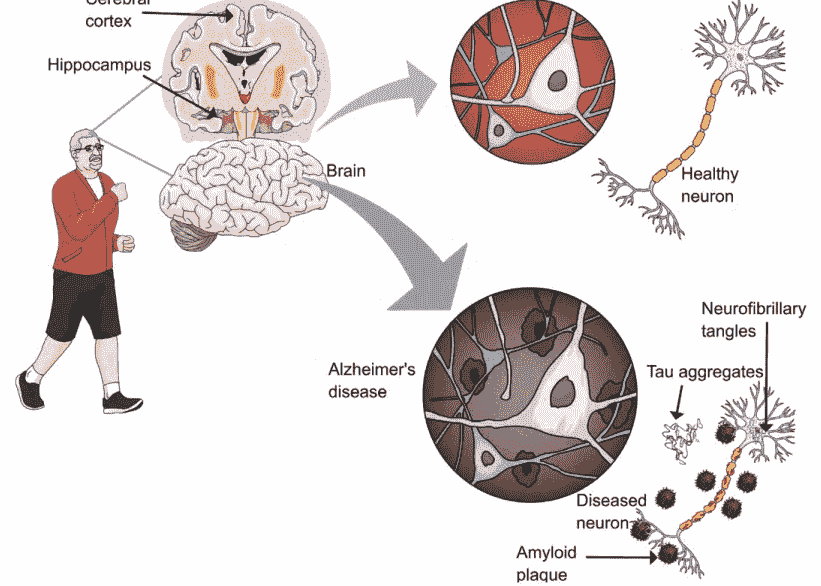 Cerebral
cortex
Hippocampus
Brain
Healthy
neuron
Alzheimer's
disease
Neurofibrillary
tangles
Tau aggregates
Diseased
neuron
Amyloid
plaque